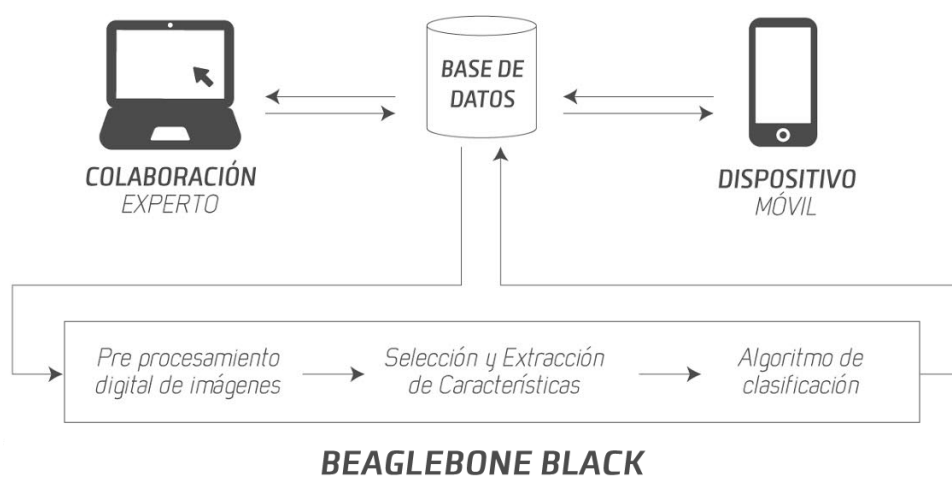 BASE DE
DATOS
COLABORACIÓN
EXPERTO
DISPOSITIVO
MÓVIL
Pre procesamiento
digital de imágenes
Selección y Extracción
de Características
Algoritmo de
clasificación
BEAGLEBONE BLACK